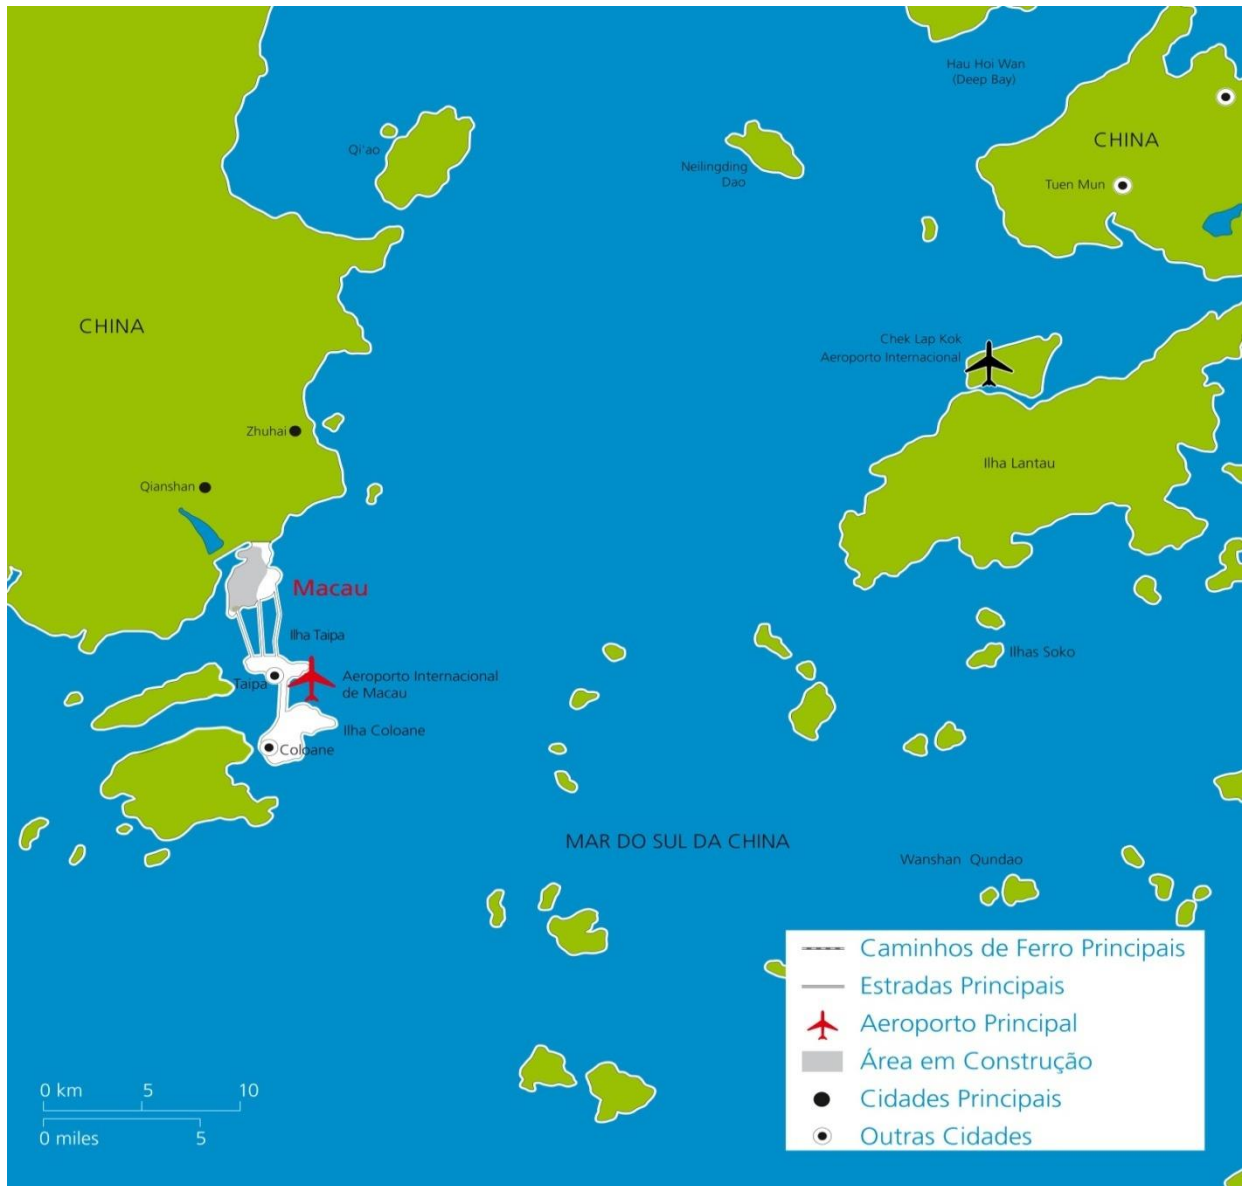 Hau Hoi Wan
(Deep Bay)
CHINA
Qi'ao
Neilingding
Dao
Tuen Mun
CHINA
Chek Lap Kok
Aeroporto Internacional
Zhuhai
Ilha Lantau
Qianshan
Macau
Ilha Taipa
Ilhas Soko
Taipa
Aeroporto Internacional
de Macau
Ilha Coloane
Coloane
MAR DO SUL DA CHINA
Wanshan Qundao
Caminhos de Ferro Principais
Estradas Principais
Aeroporto Principal
Área em Construção
Cidades Principais
Outras Cidades
0 km 5 10
0 miles 5